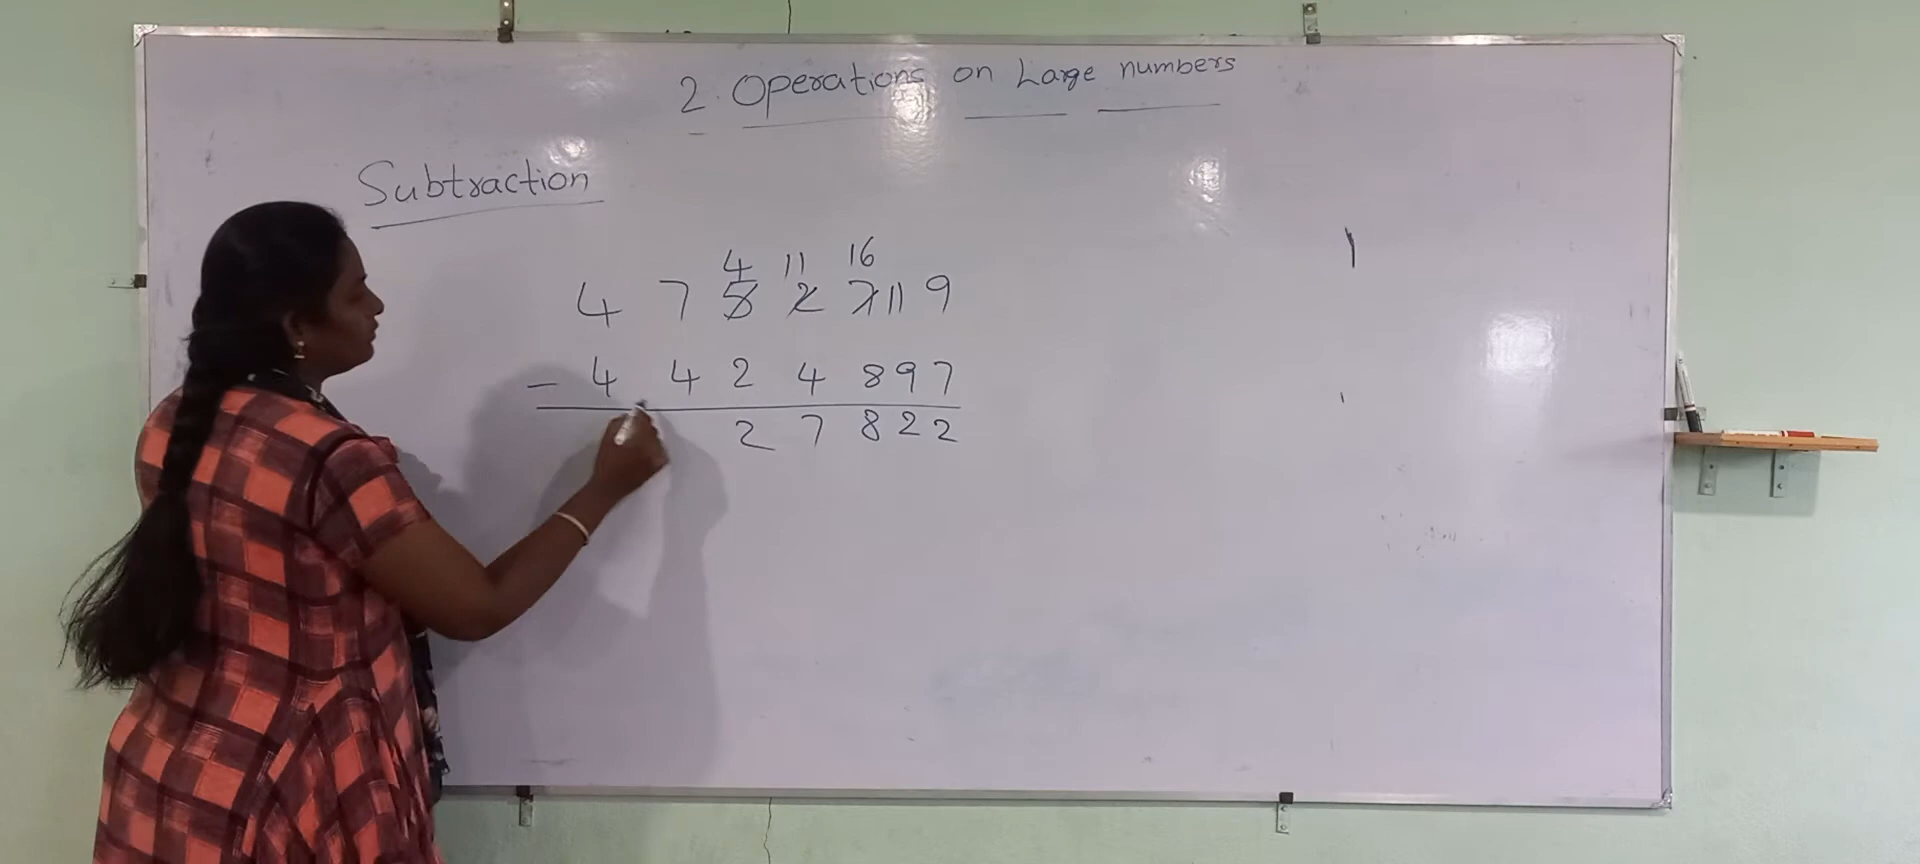 2. Operations on Large numbers
Subtraction
4 11 16
4 7 5 2 7 11 9
- 4 4 2 4 8 9 7
2 7 8 2 2